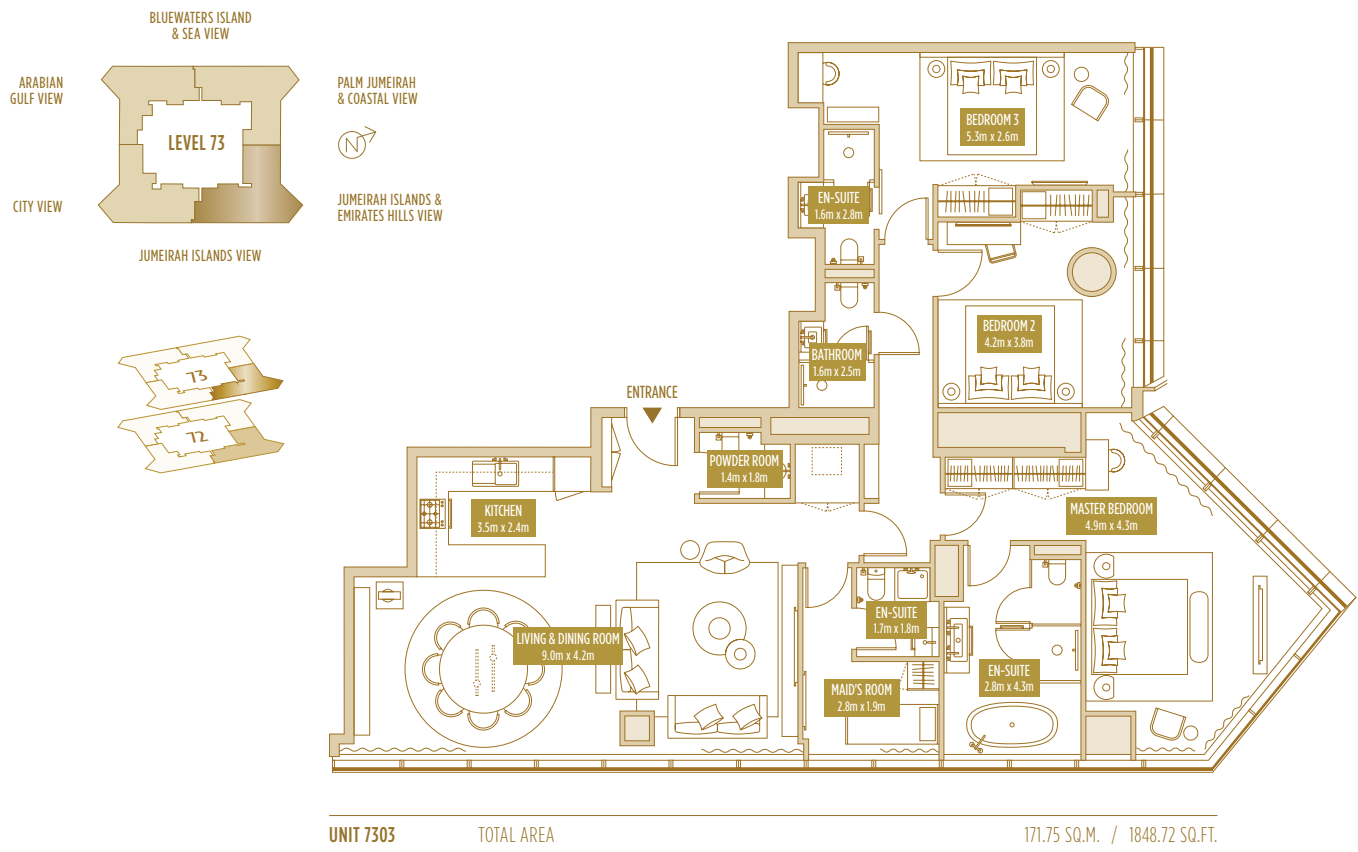 BLUEWATERS ISLAND
& SEA VIEW
ARABIAN
GULF VIEW
PALM JUMEIRAH
& COASTAL VIEW
LEVEL 73
N
CITY VIEW
JUMEIRAH ISLANDS &
EMIRATES HILLS VIEW
JUMEIRAH ISLANDS VIEW
73
72
BEDROOM 3
5.3m x 2.6m
EN-SUITE
1.6m x 2.8m
BEDROOM 2
4.2m x 3.8m
BATHROOM
1.6m x 2.5m
ENTRANCE
POWDER ROOM
1.4m x 1.8m
KITCHEN
3.5m x 2.4m
MASTER BEDROOM
4.9m x 4.3m
LIVING & DINING ROOM
9.0m x 4.2m
EN-SUITE
1.7m x 1.8m
EN-SUITE
2.8m x 4.3m
MAID'S ROOM
2.8m x 1.9m
UNIT 7303 TOTAL AREA 171.75 SQ.M. / 1848.72 SQ.FT.